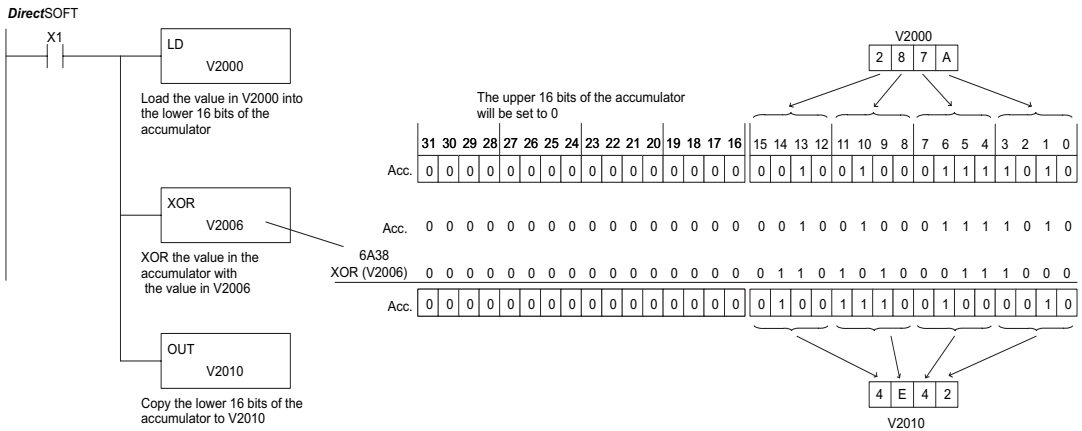 DirectSOFT
X1
LD
V2000
Load the value in V2000 into
the lower 16 bits of the
accumulator
XOR
V2006
XOR the value in the
accumulator with
the value in V2006
OUT
V2010
Copy the lower 16 bits of the
accumulator to V2010
V2000
2 8 7 A
The upper 16 bits of the accumulator
will be set to 0
31 30 29 28 27 26 25 24 23 22 21 20 19 18 17 16 15 14 13 12 11 10 9 8 7 6 5 4 3 2 1 0
Acc. 0 0 0 0 0 0 0 0 0 0 0 0 0 0 0 0 0 0 1 0 0 1 0 0 0 1 1 1 1 0 1 0
Acc. 0 0 0 0 0 0 0 0 0 0 0 0 0 0 0 0 0 0 1 0 0 1 0 0 0 1 1 1 1 0 1 0
6A38
XOR (V2006) 0 0 0 0 0 0 0 0 0 0 0 0 0 0 0 0 0 1 1 0 1 0 1 0 0 0 1 1 1 0 0 0
Acc. 0 0 0 0 0 0 0 0 0 0 0 0 0 0 0 0 0 1 0 0 1 1 1 0 0 1 0 0 0 0 1 0
4 E 4 2
V2010